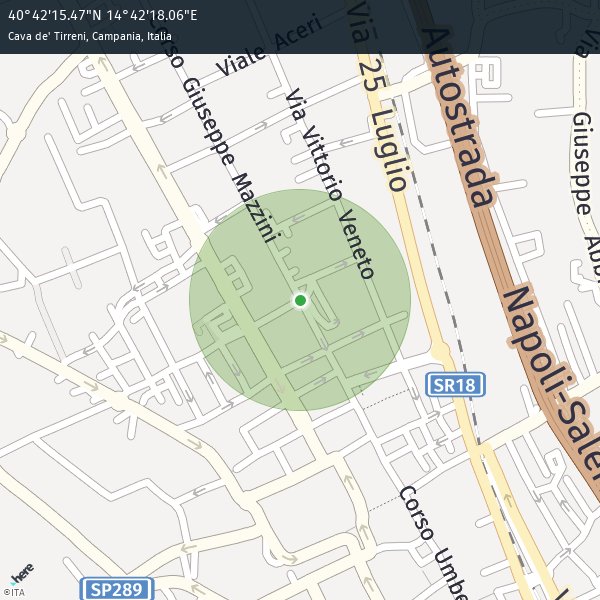 40°42'15.47"N 14°42'18.06"E
Cava de' Tirreni, Campania, Italia
Viale Aceri
Corso Giuseppe Mazzini
Via Vittorio Veneto
Via 25 Luglio
Autostrada
Napoli-Saler
Giuseppe Abb
SR18
Corso Umbe
SP289
here
©ITA